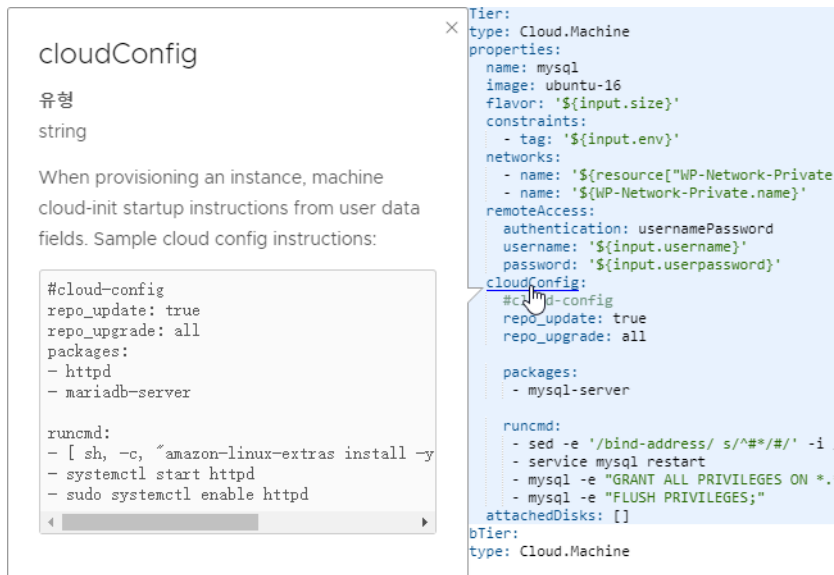 cloudConfig
유형
string
When provisioning an instance, machine
cloud-init startup instructions from user data
fields. Sample cloud config instructions:
#cloud-config
repo_update: true
repo_upgrade: all
packages:
- httpd
- mariadb-server
runcmd:
- [ sh, -c, "amazon-linux-extras install -y
- systemctl start httpd
- sudo systemctl enable httpd
Tier:
type: Cloud.Machine
properties:
name: mysql
image: ubuntu-16
flavor: '${input.size}'
constraints:
- tag: '${input.env}'
networks:
- name: '${resource["WP-Network-Private
- name: '${WP-Network-Private.name}'
remoteAccess:
authentication: usernamePassword
username: '${input.username}'
password: '${input.userpassword}'
cloudConfig:
#cloud-config
repo_update: true
repo_upgrade: all
packages:
- mysql-server
runcmd:
- sed -e '/bind-address/ s/^#*/#/' -i
- service mysql restart
- mysql -e "GRANT ALL PRIVILEGES ON *.
- mysql -e "FLUSH PRIVILEGES;"
attachedDisks: []
bTier:
type: Cloud.Machine